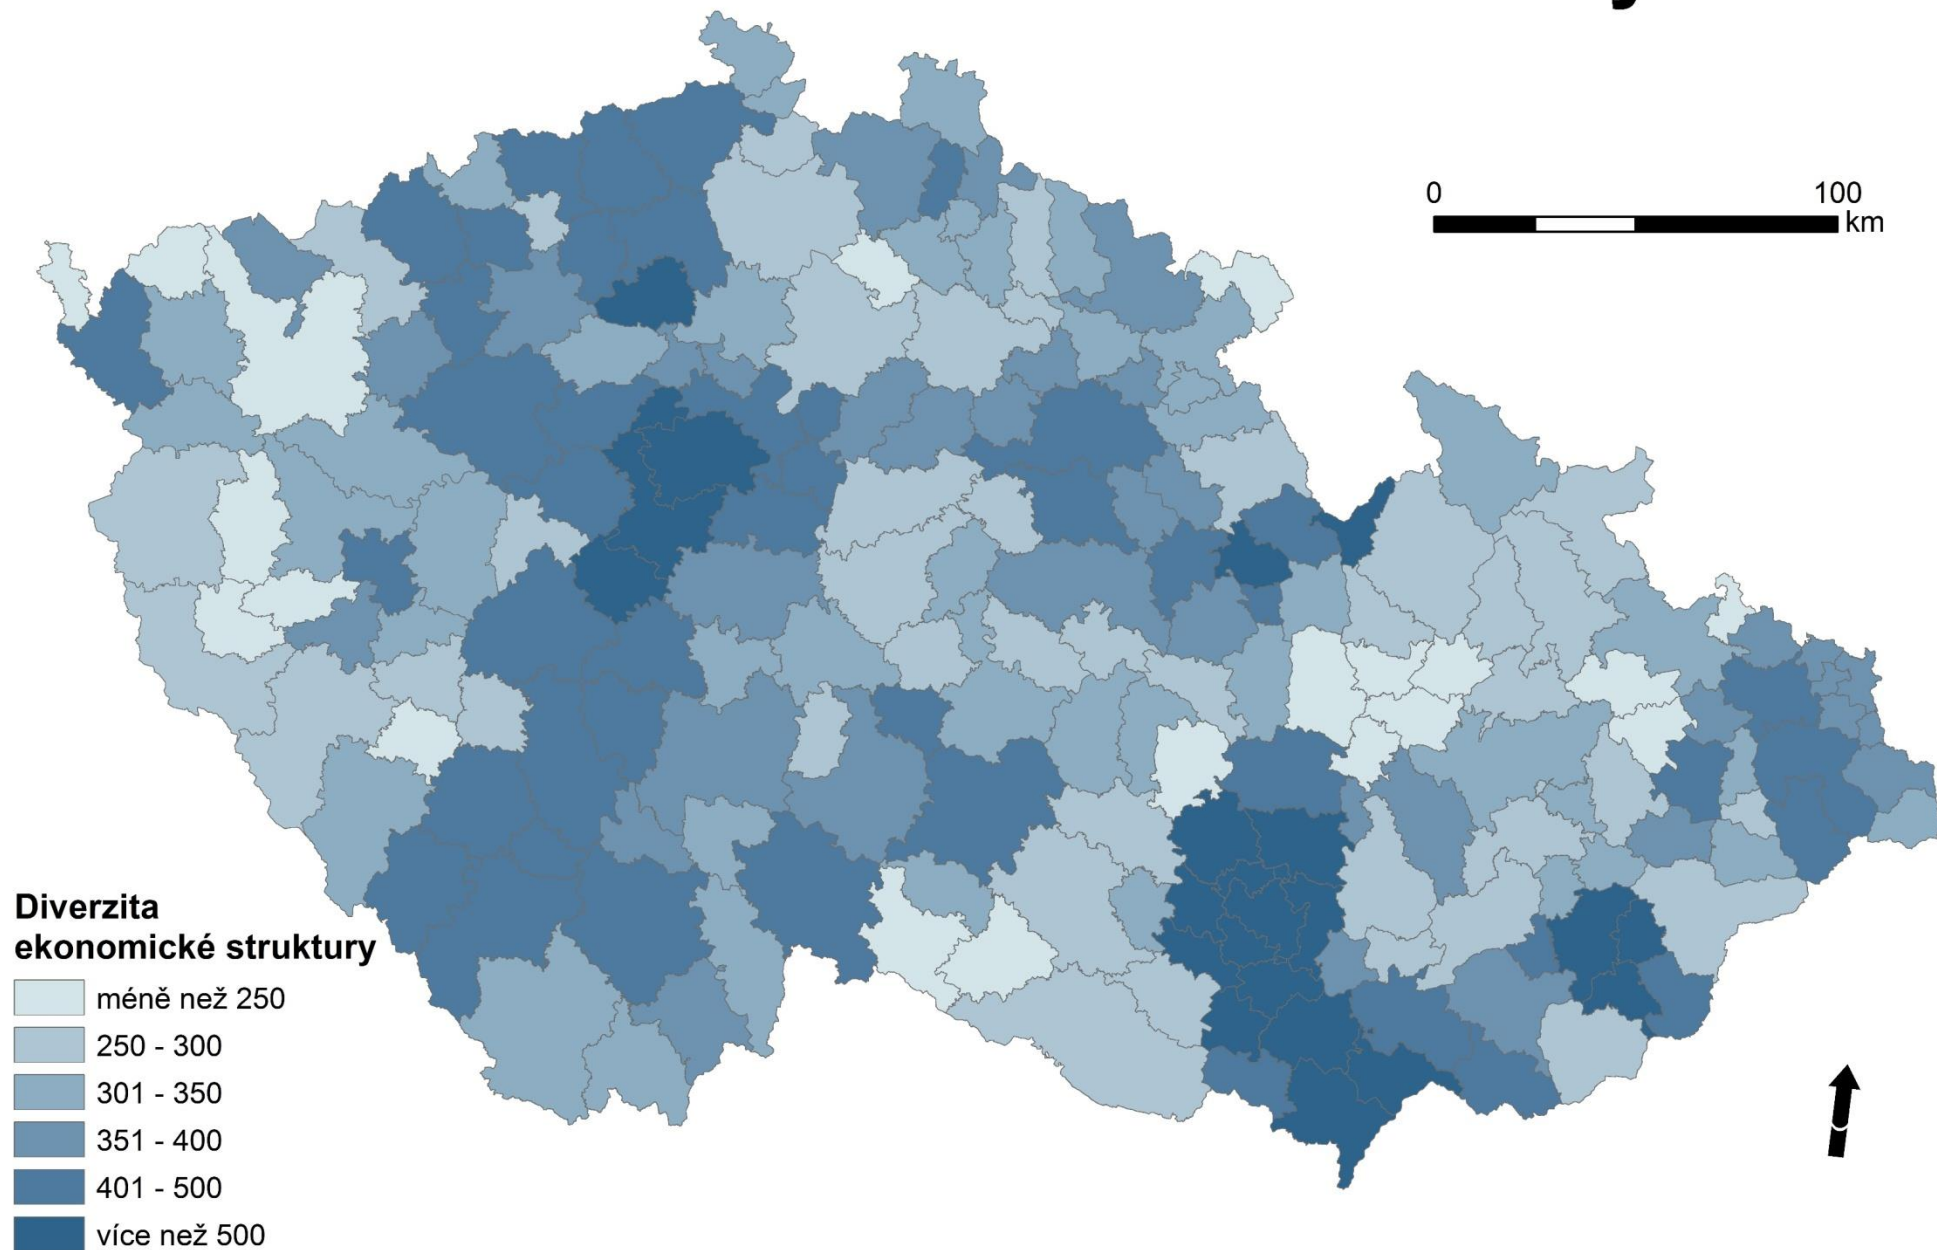 0 100
km
Diverzita
ekonomické struktury
méně než 250
250 - 300
301 - 350
351 - 400
401 - 500
více než 500